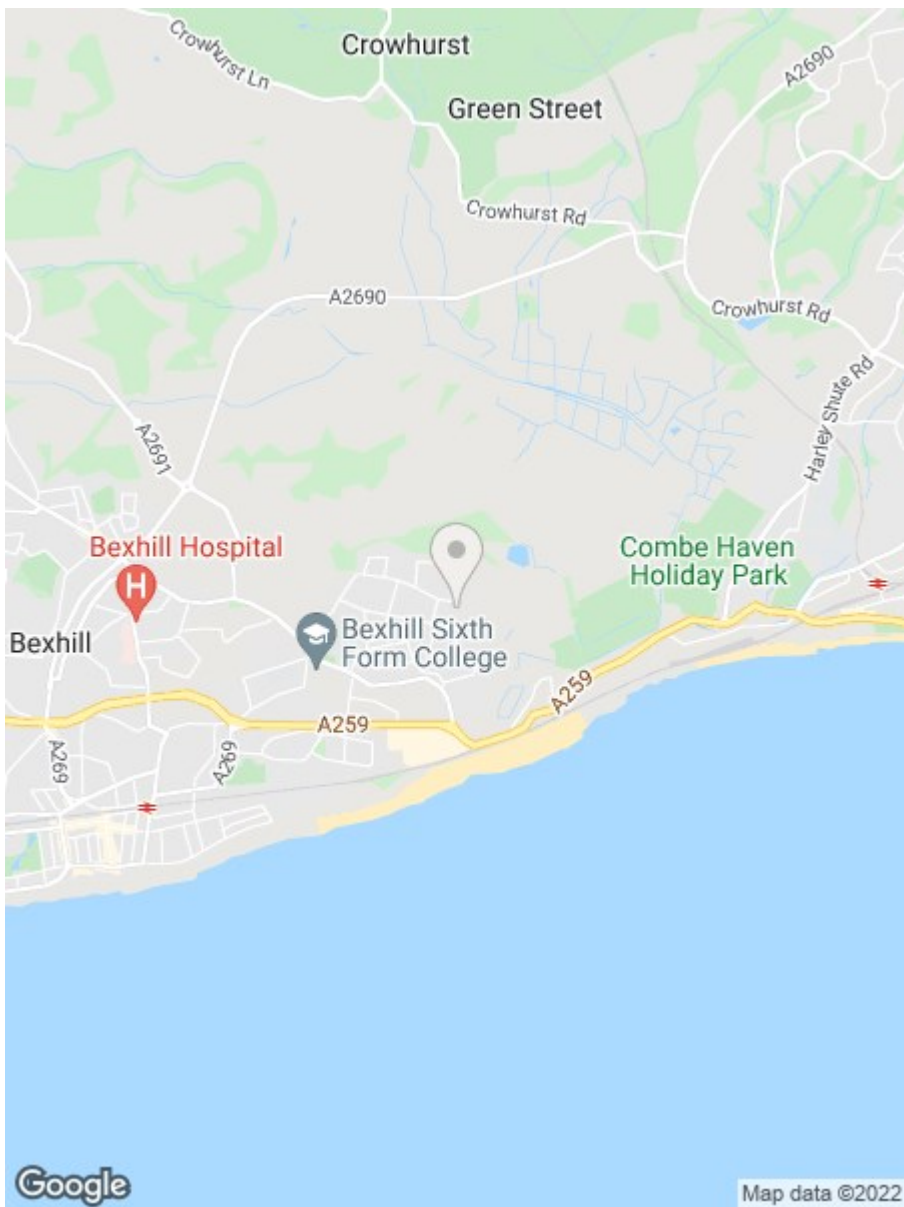 Crowhurst
Crowhurst Ln
A2690
Green Street
Crowhurst Rd
A2690
Crowhurst Rd
Harley Shute Rd
A2691
Bexhill Hospital
H
Combe Haven
Holiday Park
Bexhill
Bexhill Sixth
Form College
A259
A259
A269
A269
Google
Map data ©2022